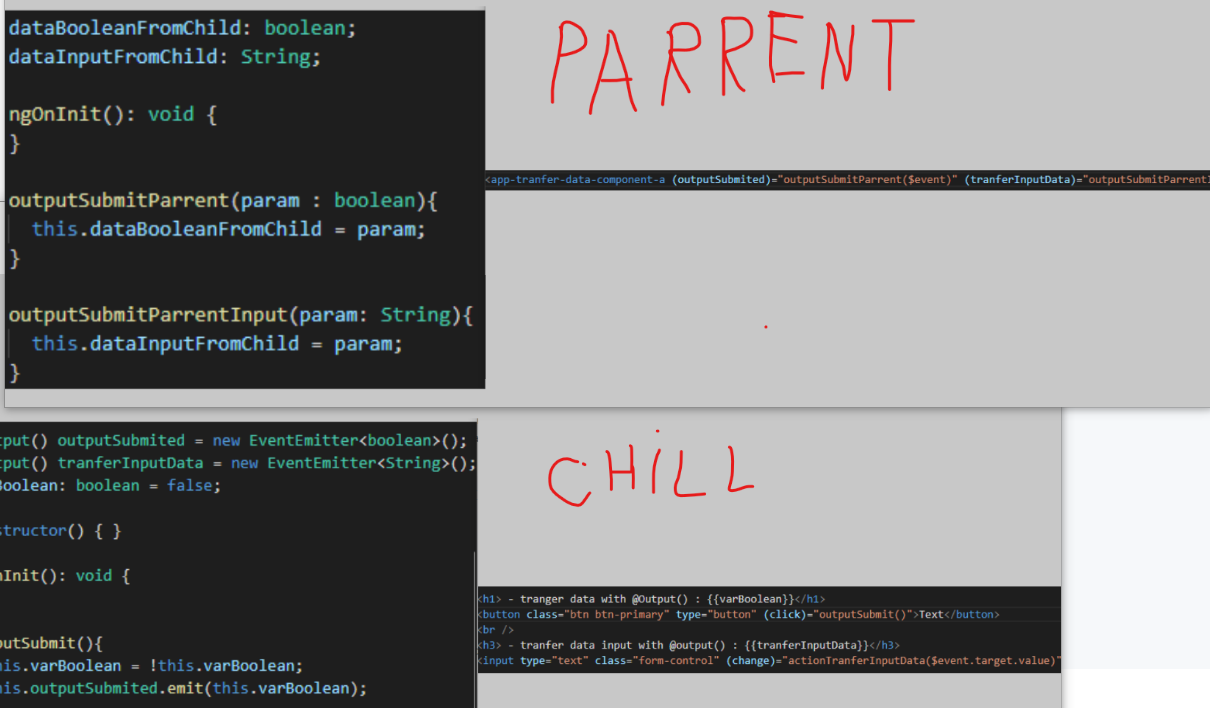 dataBooleanFromChild: boolean;
dataInputFromChild: String;
ngOnInit(): void {
}
outputSubmitParrent(param : boolean){
this.dataBooleanFromChild = param;
}
outputSubmitParrentInput(param: String){
this.dataInputFromChild = param;
}
PARRENT
<app-tranfer-data-component-a (outputSubmited)="outputSubmitParrent($event)" (tranferInputData)="outputSubmitParrentI
tput() outputSubmited = new EventEmitter<boolean>();
tput() tranferInputData = new EventEmitter<String>();
Boolean: boolean = false;
structor() { }
nInit(): void {
putSubmit(){
his.varBoolean = !this.varBoolean;
his.outputSubmited.emit(this.varBoolean);
CHILL
<h1> - tranger data with @Output() : {{varBoolean}}</h1>
<button class="btn btn-primary" type="button" (click)="outputSubmit()">Text</button>
<br />
<h3> - tranfer data input with @output() : {{tranferInputData}}</h3>
<input type="text" class="form-control" (change)="actionTranferInputData($event.target.value)"